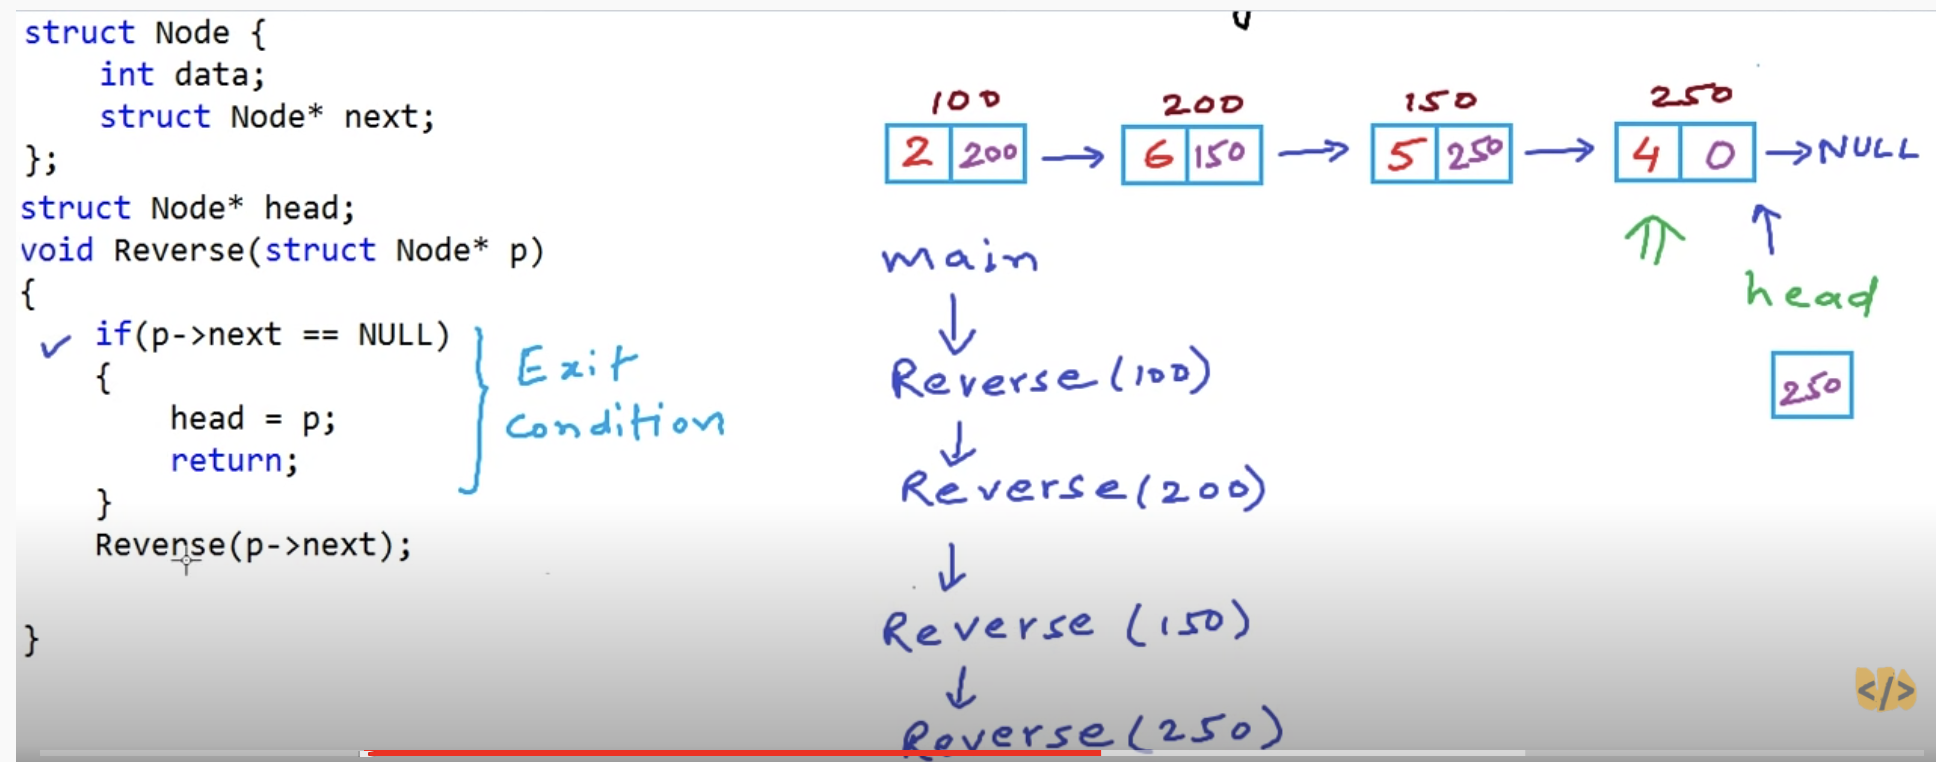 struct Node {
int data;
struct Node* next;
};
struct Node* head;
void Reverse(struct Node* p)
{
if(p->next == NULL)
{
head = p;
return;
}
Revense(p->next);
}
Exit
condition
100 200 150 250
2 200 6 150 5 250 4 0 NULL
head
250
main
Reverse(100)
Reverse(200)
Reverse (150)
Reverse(250)
</>